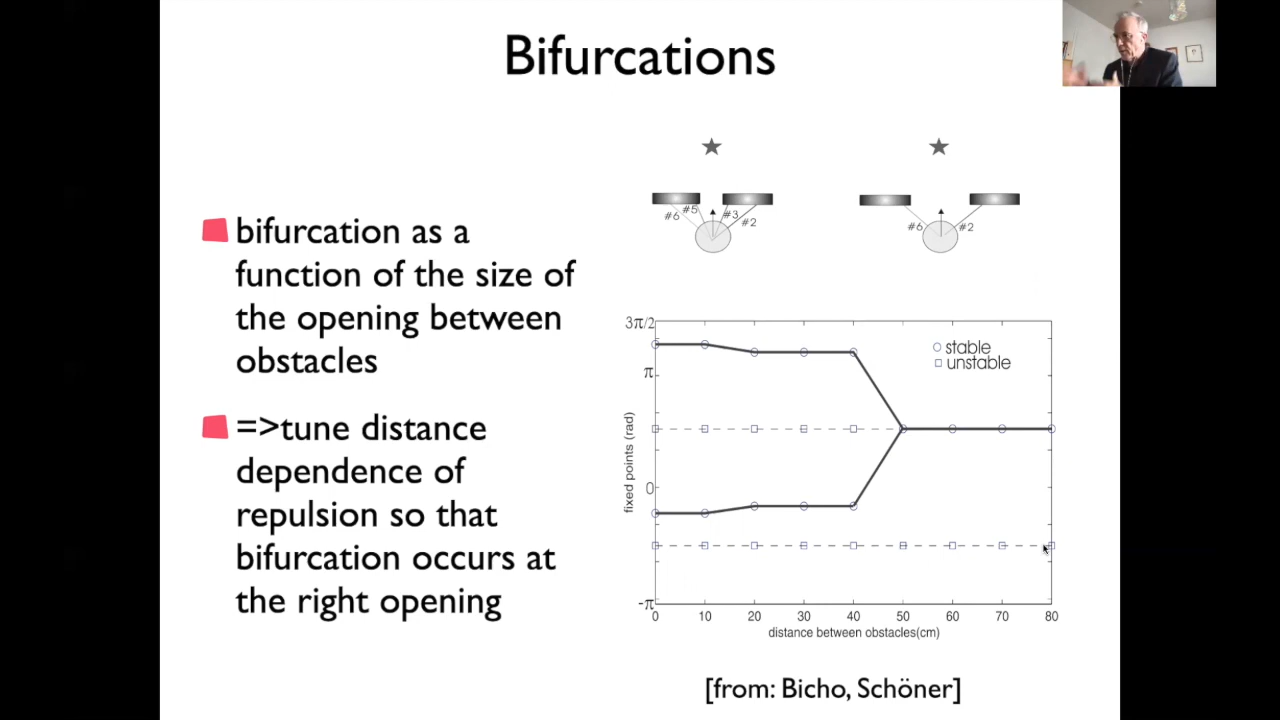 Bifurcations
bifurcation as a
function of the size of
the opening between
obstacles
=>tune distance
dependence of
repulsion so that
bifurcation occurs at
the right opening
#6
#5
#3
#2
#6
#2
3π/2
π
0
-π
fixed points (rad)
stable
unstable
0 10 20 30 40 50 60 70 80
distance between obstacles(cm)
[from: Bicho, Schöner]